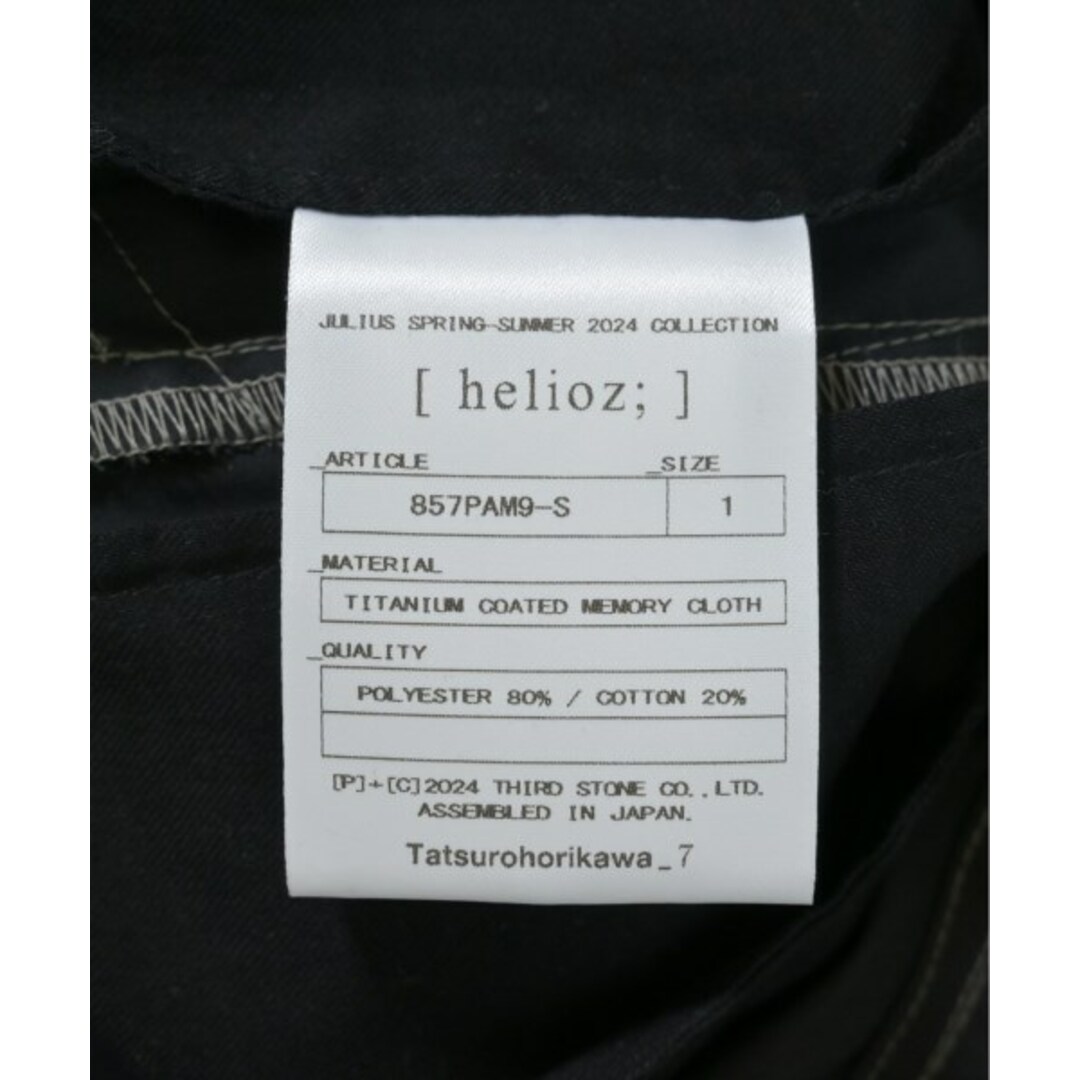 JULIUS SPRING-SUMMER 2024 COLLECTION
[ helioz; ]
_ARTICLE _SIZE
857PAM9-S 1
_MATERIAL
TITANIUM COATED MEMORY CLOTH
_QUALITY
POLYESTER 80% / COTTON 20%
[P]+[C]2024 THIRD STONE CO.,LTD.
ASSEMBLED IN JAPAN.
Tatsurohorikawa_7